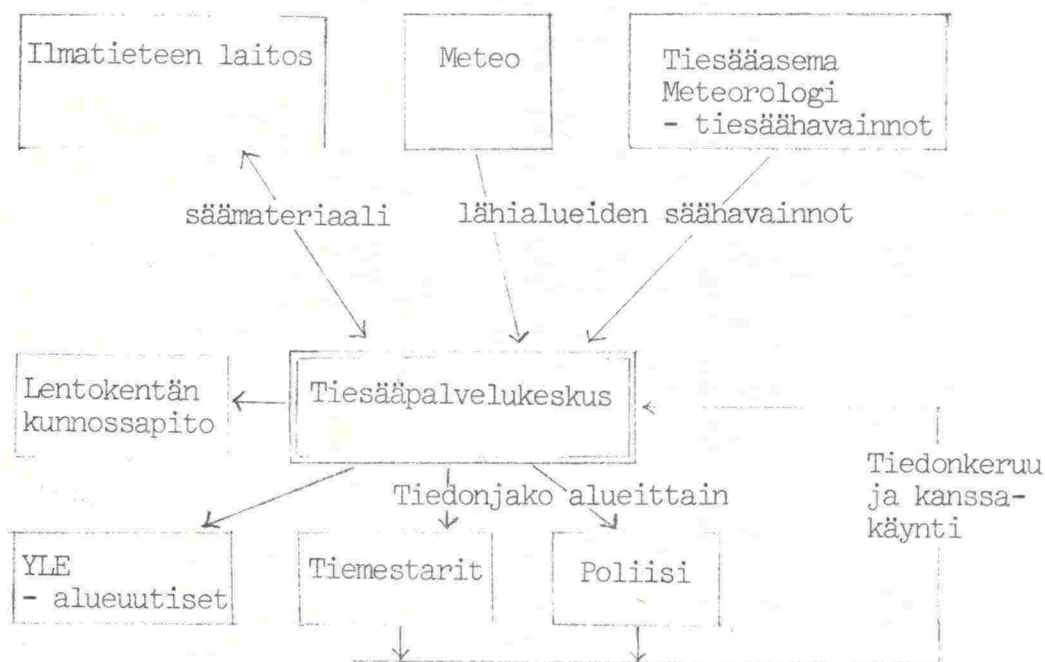 Ilmatieteen laitos
Meteo
Tiesääasema
Meteorologi
- tiesäähavainnot
säämateriaali
lähialueiden säähavainnot
Lentokentän
kunnossapito
Tiesääpalvelukeskus
Tiedonkeruu
ja kanssa-
käynti
Tiedonjako alueittain
YLE
- alueuutiset
Tiemestarit
Poliisi